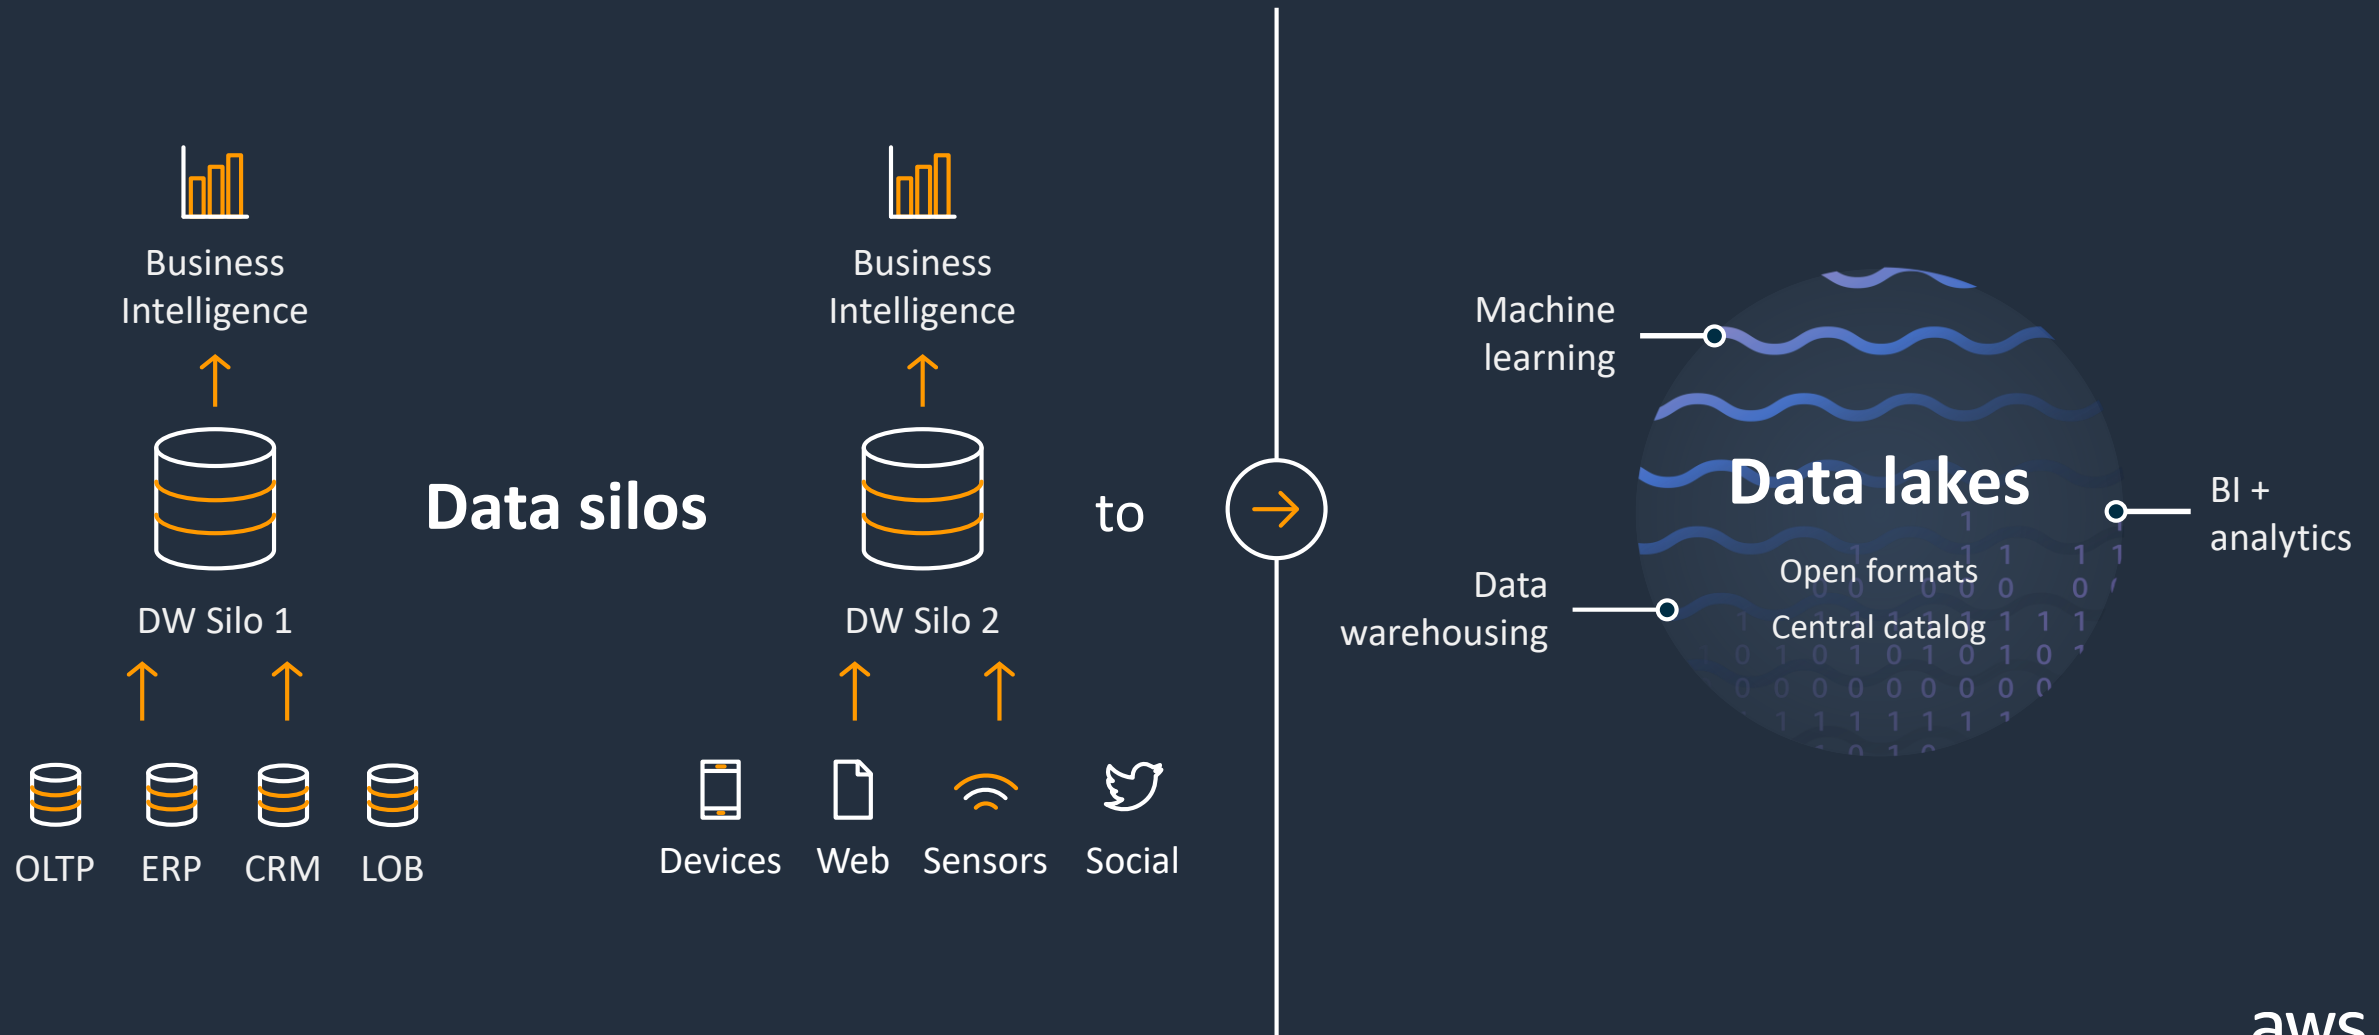 Business
Intelligence
DW Silo 1
OLTP
ERP
CRM
LOB
Data silos
Business
Intelligence
DW Silo 2
Devices
Web
Sensors
Social
to
Machine
learning
Data
warehousing
Data lakes
Open formats
Central catalog
BI +
analytics
aws